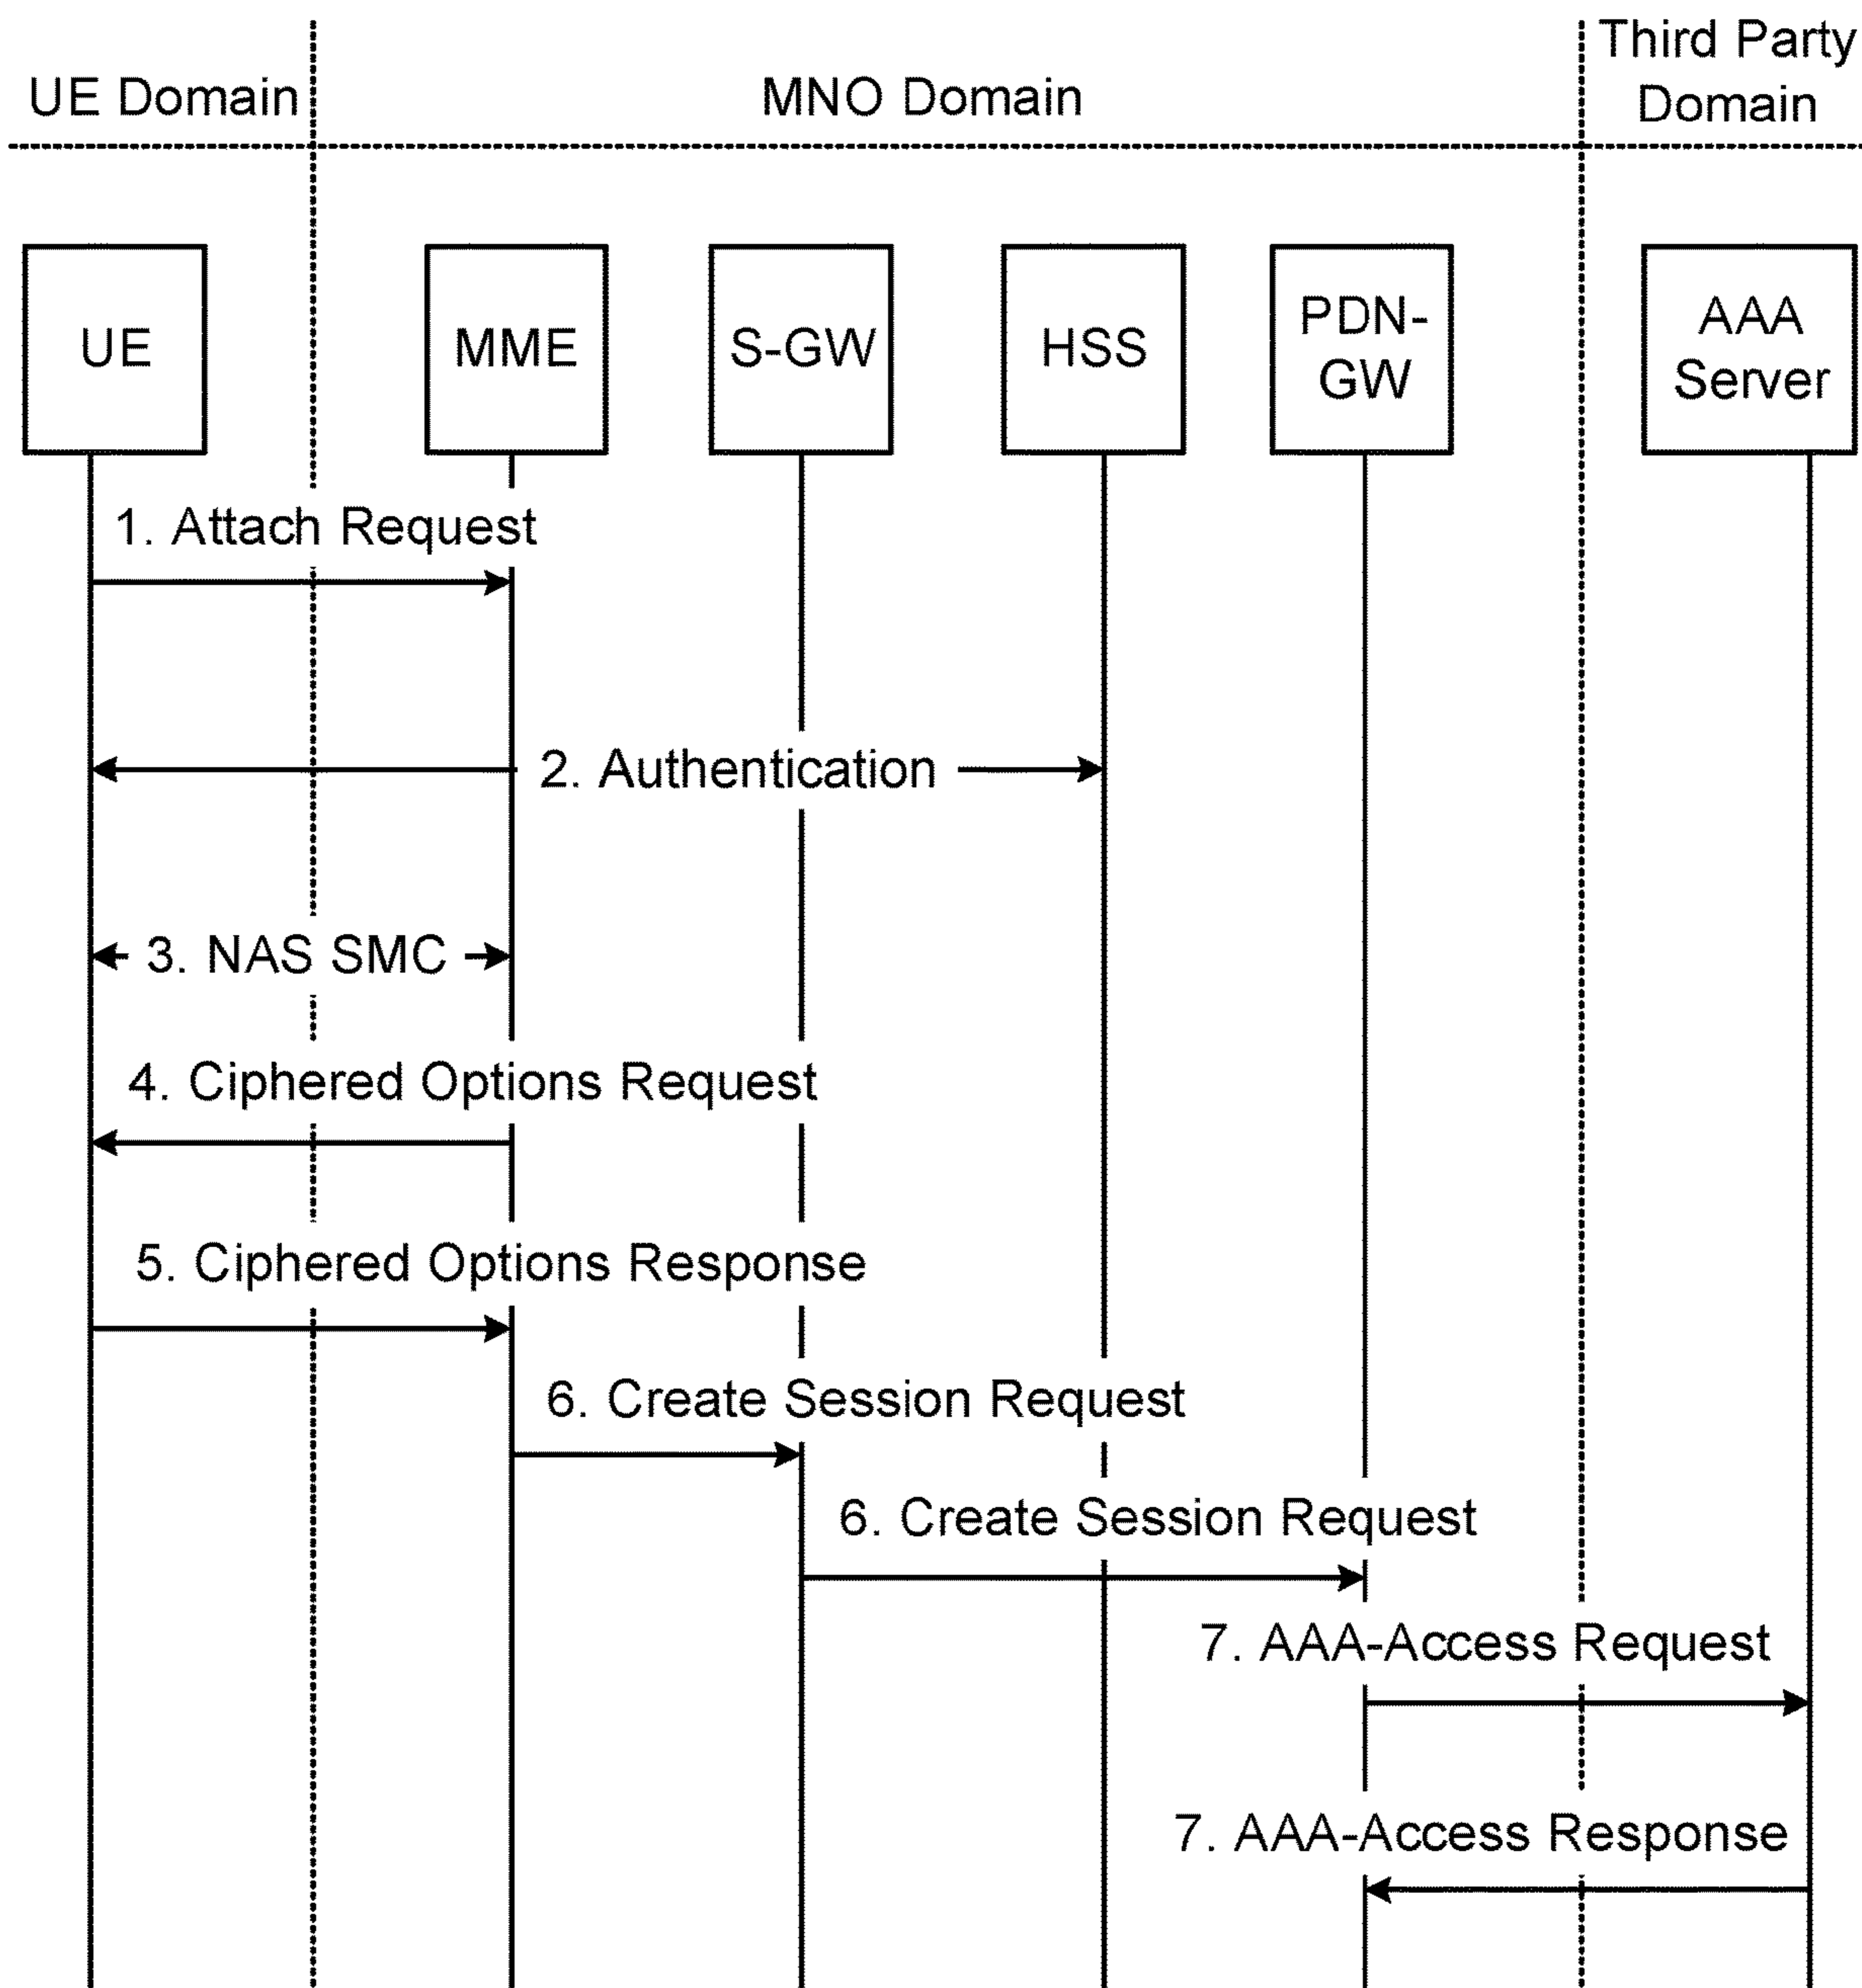 UE Domain
MNO Domain
Third Party
Domain
UE
MME
S-GW
HSS
PDN-
GW
AAA
Server
1. Attach Request
2. Authentication
3. NAS SMC
4. Ciphered Options Request
5. Ciphered Options Response
6. Create Session Request
6. Create Session Request
7. AAA-Access Request
7. AAA-Access Response